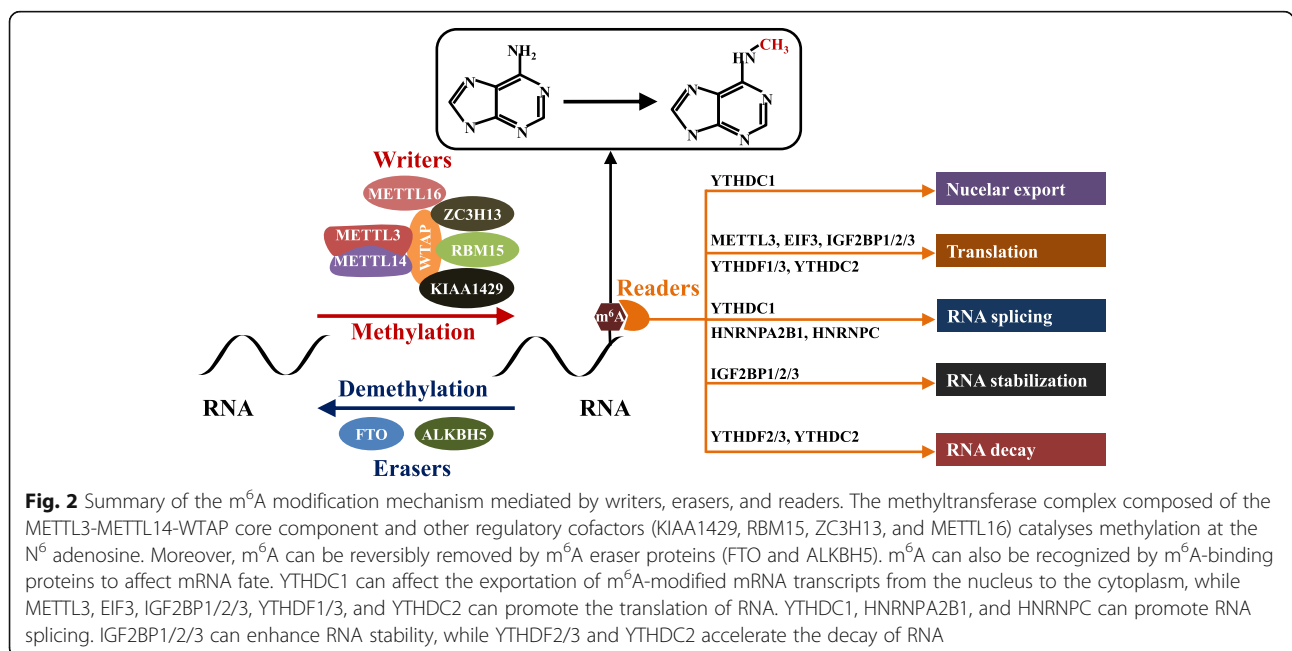 NH₂
N
N
N
N
HN
CH₃
N
N
N
N
Writers
METTL16
ZC3H13
METTL3
WTAP
RBM15
METTL14
KIAA1429
Methylation
RNA
Demethylation
RNA
FTO
ALKBH5
Erasers
m⁶A
Readers
YTHDC1
Nucelar export
METTL3, EIF3, IGF2BP1/2/3
YTHDF1/3, YTHDC2
Translation
YTHDC1
HNRNPA2B1, HNRNPC
RNA splicing
IGF2BP1/2/3
RNA stabilization
YTHDF2/3, YTHDC2
RNA decay
Fig. 2 Summary of the m⁶A modification mechanism mediated by writers, erasers, and readers. The methyltransferase complex composed of the
METTL3-METTL14-WTAP core component and other regulatory cofactors (KIAA1429, RBM15, ZC3H13, and METTL16) catalyses methylation at the
N⁶ adenosine. Moreover, m⁶A can be reversibly removed by m⁶A eraser proteins (FTO and ALKBH5). m⁶A can also be recognized by m⁶A-binding
proteins to affect mRNA fate. YTHDC1 can affect the exportation of m⁶A-modified mRNA transcripts from the nucleus to the cytoplasm, while
METTL3, EIF3, IGF2BP1/2/3, YTHDF1/3, and YTHDC2 can promote the translation of RNA. YTHDC1, HNRNPA2B1, and HNRNPC can promote RNA
splicing. IGF2BP1/2/3 can enhance RNA stability, while YTHDF2/3 and YTHDC2 accelerate the decay of RNA